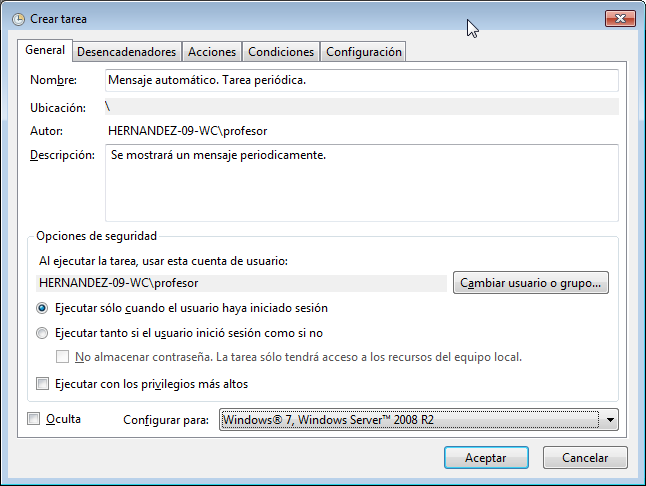 Crear tarea
General Desencadenadores Acciones Condiciones Configuración
Nombre: Mensaje automático. Tarea periódica.
Ubicación: \
Autor: HERNANDEZ-09-WC\profesor
Descripción: Se mostrará un mensaje periodicamente.
Opciones de seguridad
Al ejecutar la tarea, usar esta cuenta de usuario:
HERNANDEZ-09-WC\profesor Cambiar usuario o grupo...
Ejecutar sólo cuando el usuario haya iniciado sesión
Ejecutar tanto si el usuario inició sesión como si no
No almacenar contraseña. La tarea sólo tendrá acceso a los recursos del equipo local.
Ejecutar con los privilegios más altos
Oculta Configurar para: Windows® 7, Windows Server™ 2008 R2
Aceptar Cancelar